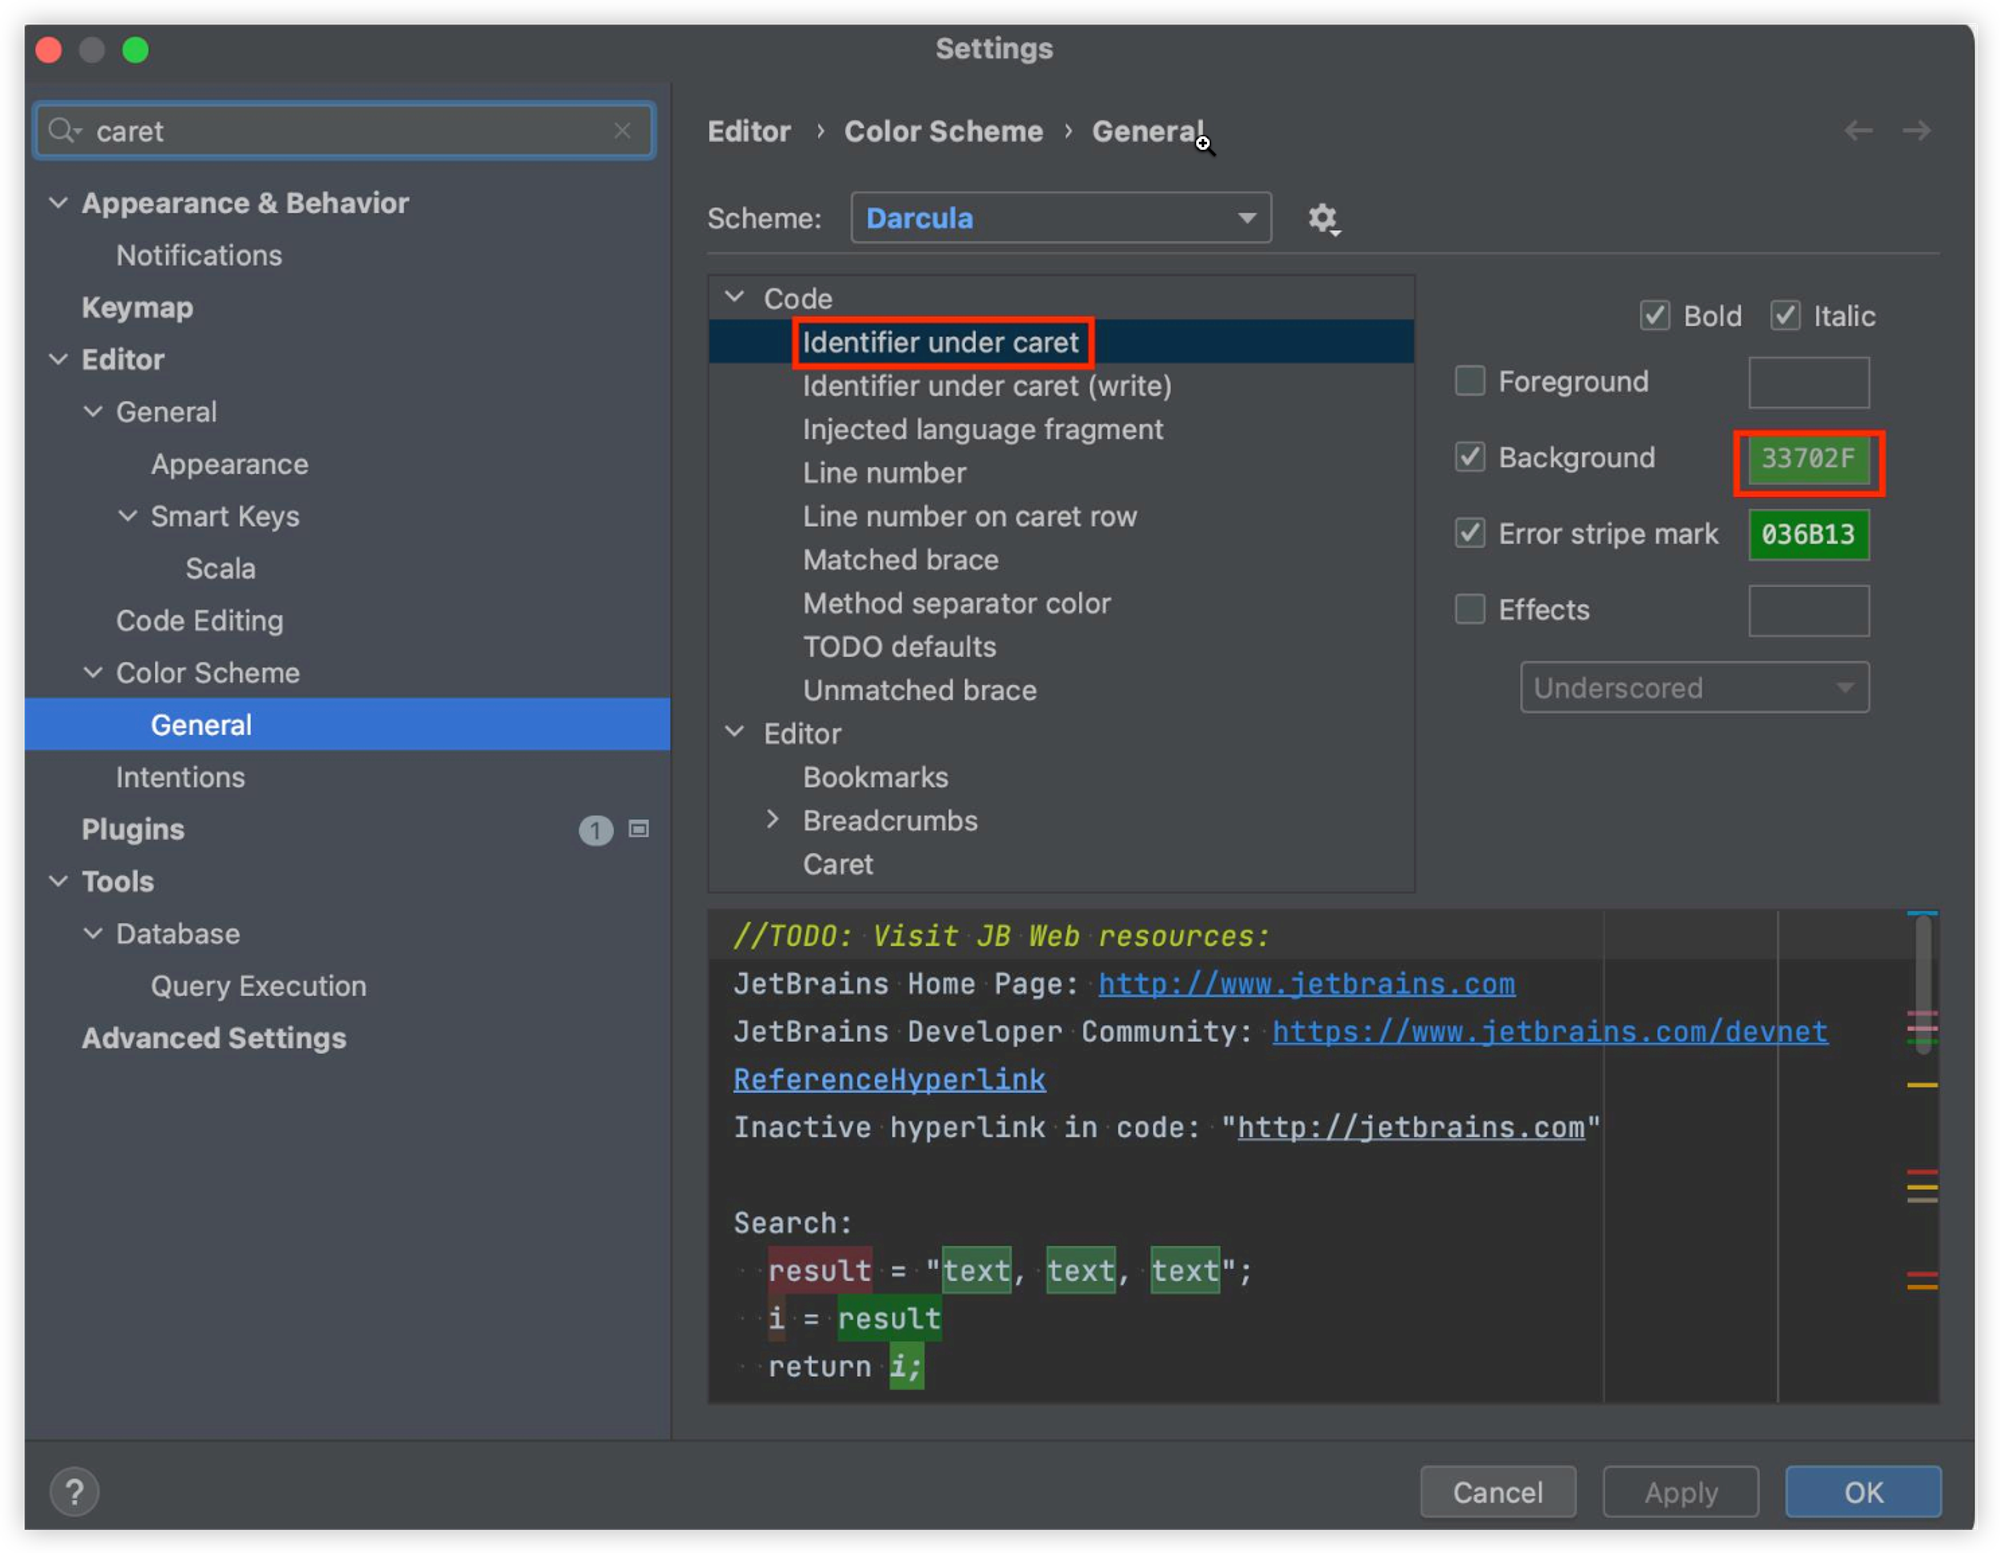 Settings
caret
Appearance & Behavior
Notifications
Keymap
Editor
General
Appearance
Smart Keys
Scala
Code Editing
Color Scheme
General
Intentions
Plugins 1
Tools
Database
Query Execution
Advanced Settings
Editor › Color Scheme › General
Scheme: Darcula
Code
Identifier under caret
Identifier under caret (write)
Injected language fragment
Line number
Line number on caret row
Matched brace
Method separator color
TODO defaults
Unmatched brace
Editor
Bookmarks
Breadcrumbs
Caret
Bold Italic
Foreground
Background 33702F
Error stripe mark 036B13
Effects
Underscored
//TODO: Visit JB Web resources:
JetBrains Home Page: http://www.jetbrains.com
JetBrains Developer Community: https://www.jetbrains.com/devnet
ReferenceHyperlink
Inactive hyperlink in code: "http://jetbrains.com"
Search:
result = "text, text, text";
i = result
return i;
?
Cancel Apply OK